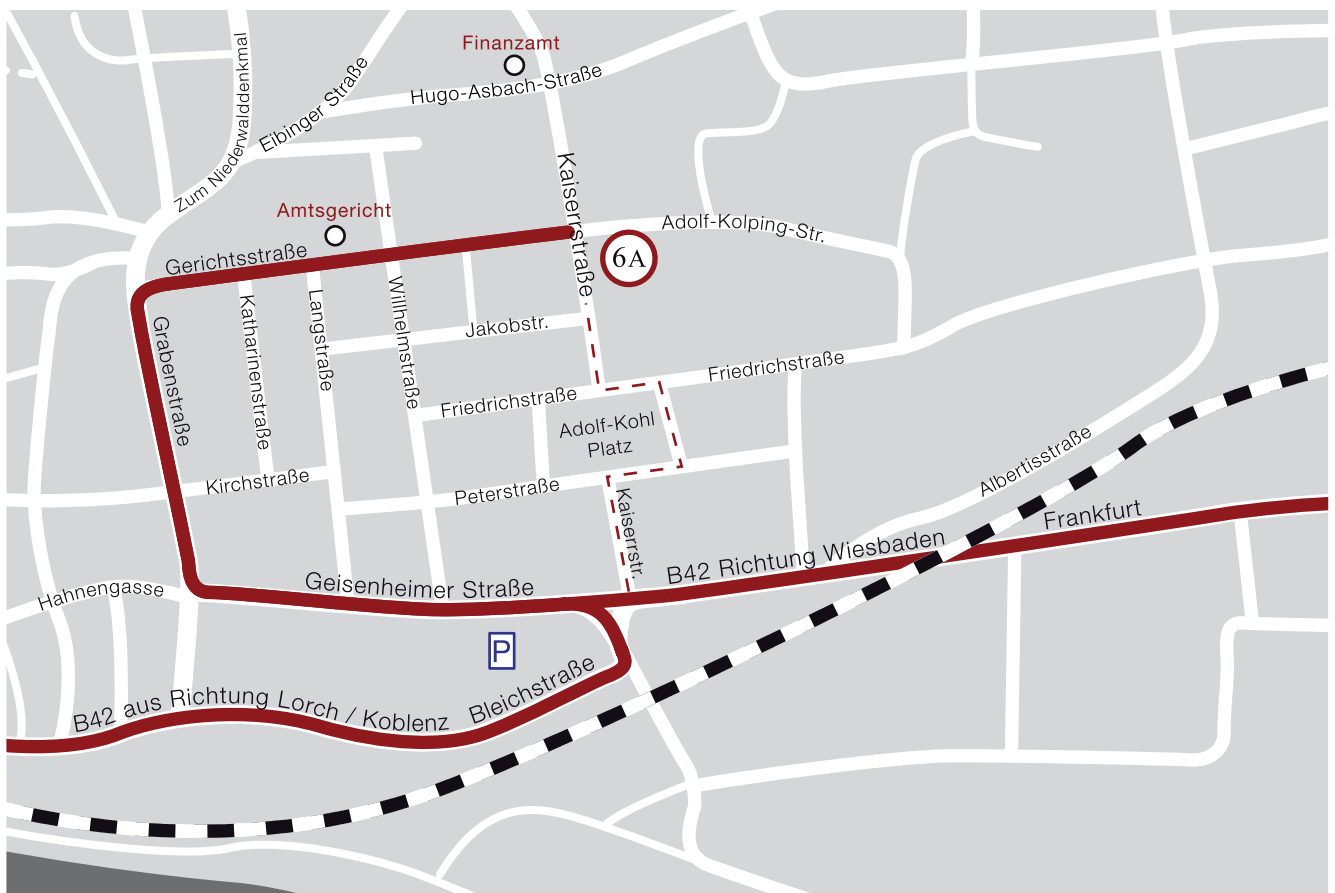 Finanzamt
Hugo-Asbach-Straße
Zum Niederwalddenkmal
Eibinger Straße
Kaiserrstraße
Amtsgericht
Gerichtsstraße
Adolf-Kolping-Str.
6A
Grabenstraße
Katharinenstraße
Langstraße
Willhelmstraße
Jakobstr.
Friedrichstraße
Friedrichstraße
Adolf-Kohl
Platz
Kirchstraße
Peterstraße
Kaiserrstr.
Albertisstraße
Frankfurt
B42 Richtung Wiesbaden
Geisenheimer Straße
Hahnengasse
P
Bleichstraße
B42 aus Richtung Lorch / Koblenz